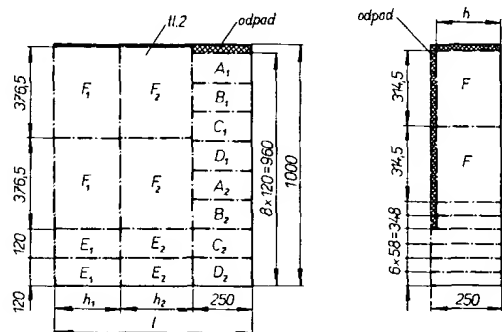 tl.2
odpad
376,5
376,5
120
120
F₁
F₂
F₁
F₂
E₁
E₂
E₁
E₂
A₁
B₁
C₁
D₁
A₂
B₂
C₂
D₂
8×120=960
1000
h₁
h₂
250
l
odpad
h
314,5
314,5
6×58=348
F
F
250